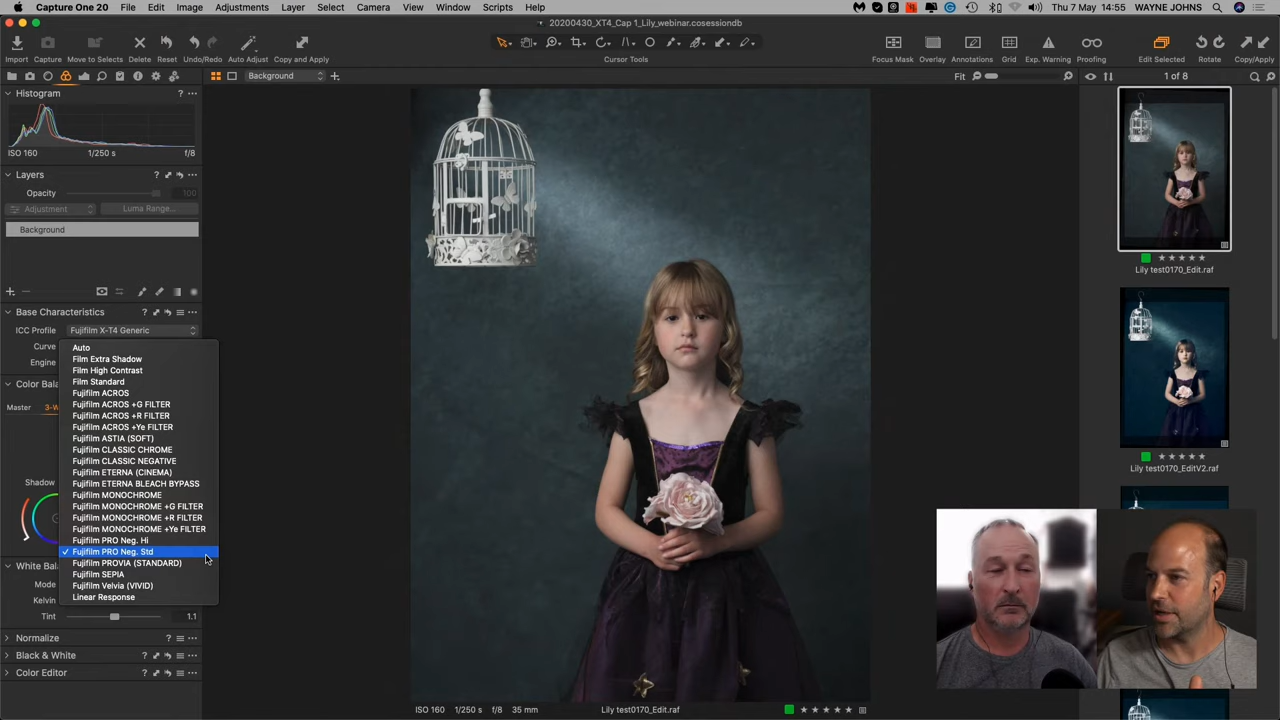 Capture One 20 File Edit Image Adjustments Layer Select Camera View Window Scripts Help Thu 7 May 14:55 WAYNE JOHNS
20200430_XT4_Cap 1_Lily_webinar.cosessiondb
Import Capture Move to Selects Delete Reset Undo/Redo Auto Adjust Copy and Apply Cursor Tools Focus Mask Overlay Annotations Grid Exp. Warning Proofing Edit Selected Rotate Copy/Apply
Background Fit 1 of 8
Histogram
ISO 160 1/250 s f/8
Layers
Opacity 100
Adjustment Luma Range...
Background
Base Characteristics
ICC Profile Fujifilm X-T4 Generic
Curve
Engine
Auto
Film Extra Shadow
Film High Contrast
Film Standard
Fujifilm ACROS
Fujifilm ACROS +G FILTER
Fujifilm ACROS +R FILTER
Fujifilm ACROS +Ye FILTER
Fujifilm ASTIA (SOFT)
Fujifilm CLASSIC CHROME
Fujifilm CLASSIC NEGATIVE
Fujifilm ETERNA (CINEMA)
Fujifilm ETERNA BLEACH BYPASS
Fujifilm MONOCHROME
Fujifilm MONOCHROME +G FILTER
Fujifilm MONOCHROME +R FILTER
Fujifilm MONOCHROME +Ye FILTER
Fujifilm PRO Neg. Hi
Fujifilm PRO Neg. Std
Fujifilm PROVIA (STANDARD)
Fujifilm SEPIA
Fujifilm Velvia (VIVID)
Linear Response
Color Bal
Master 3-W
Shadow
White Bala
Mode
Kelvin
Tint 1.1
Normalize
Black & White
Color Editor
ISO 160 1/250 s f/8 35 mm Lily test0170_Edit.raf
Lily test0170_Edit.raf
Lily test0170_EditV2.raf